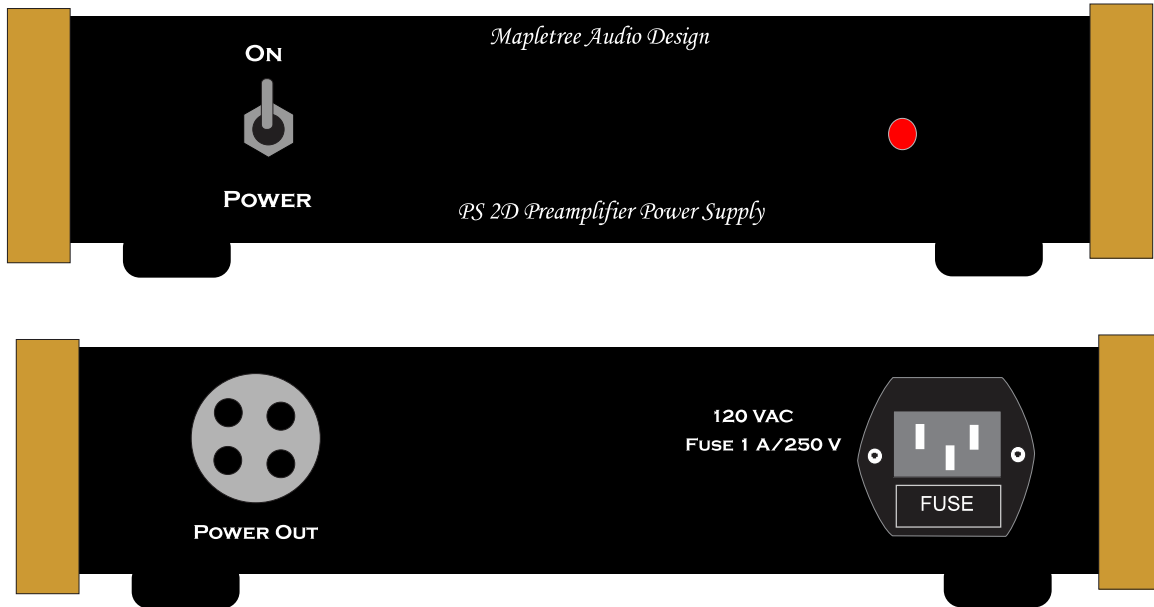 Mapletree Audio Design
On
Power
PS 2D Preamplifier Power Supply
120 VAC
Fuse 1 A/250 V
FUSE
Power Out